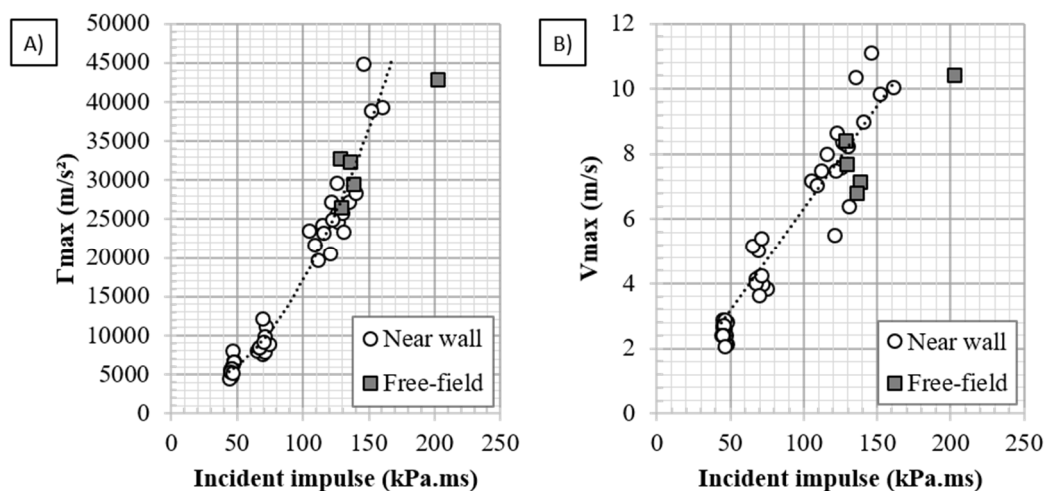 A)
50000
45000
40000
35000
30000
25000
20000
15000
10000
5000
0
Γmax (m/s²)
0 50 100 150 200 250
Incident impulse (kPa.ms)
Near wall
Free-field
B)
12
10
8
6
4
2
0
Vmax (m/s)
0 50 100 150 200 250
Incident impulse (kPa.ms)
Near wall
Free-field